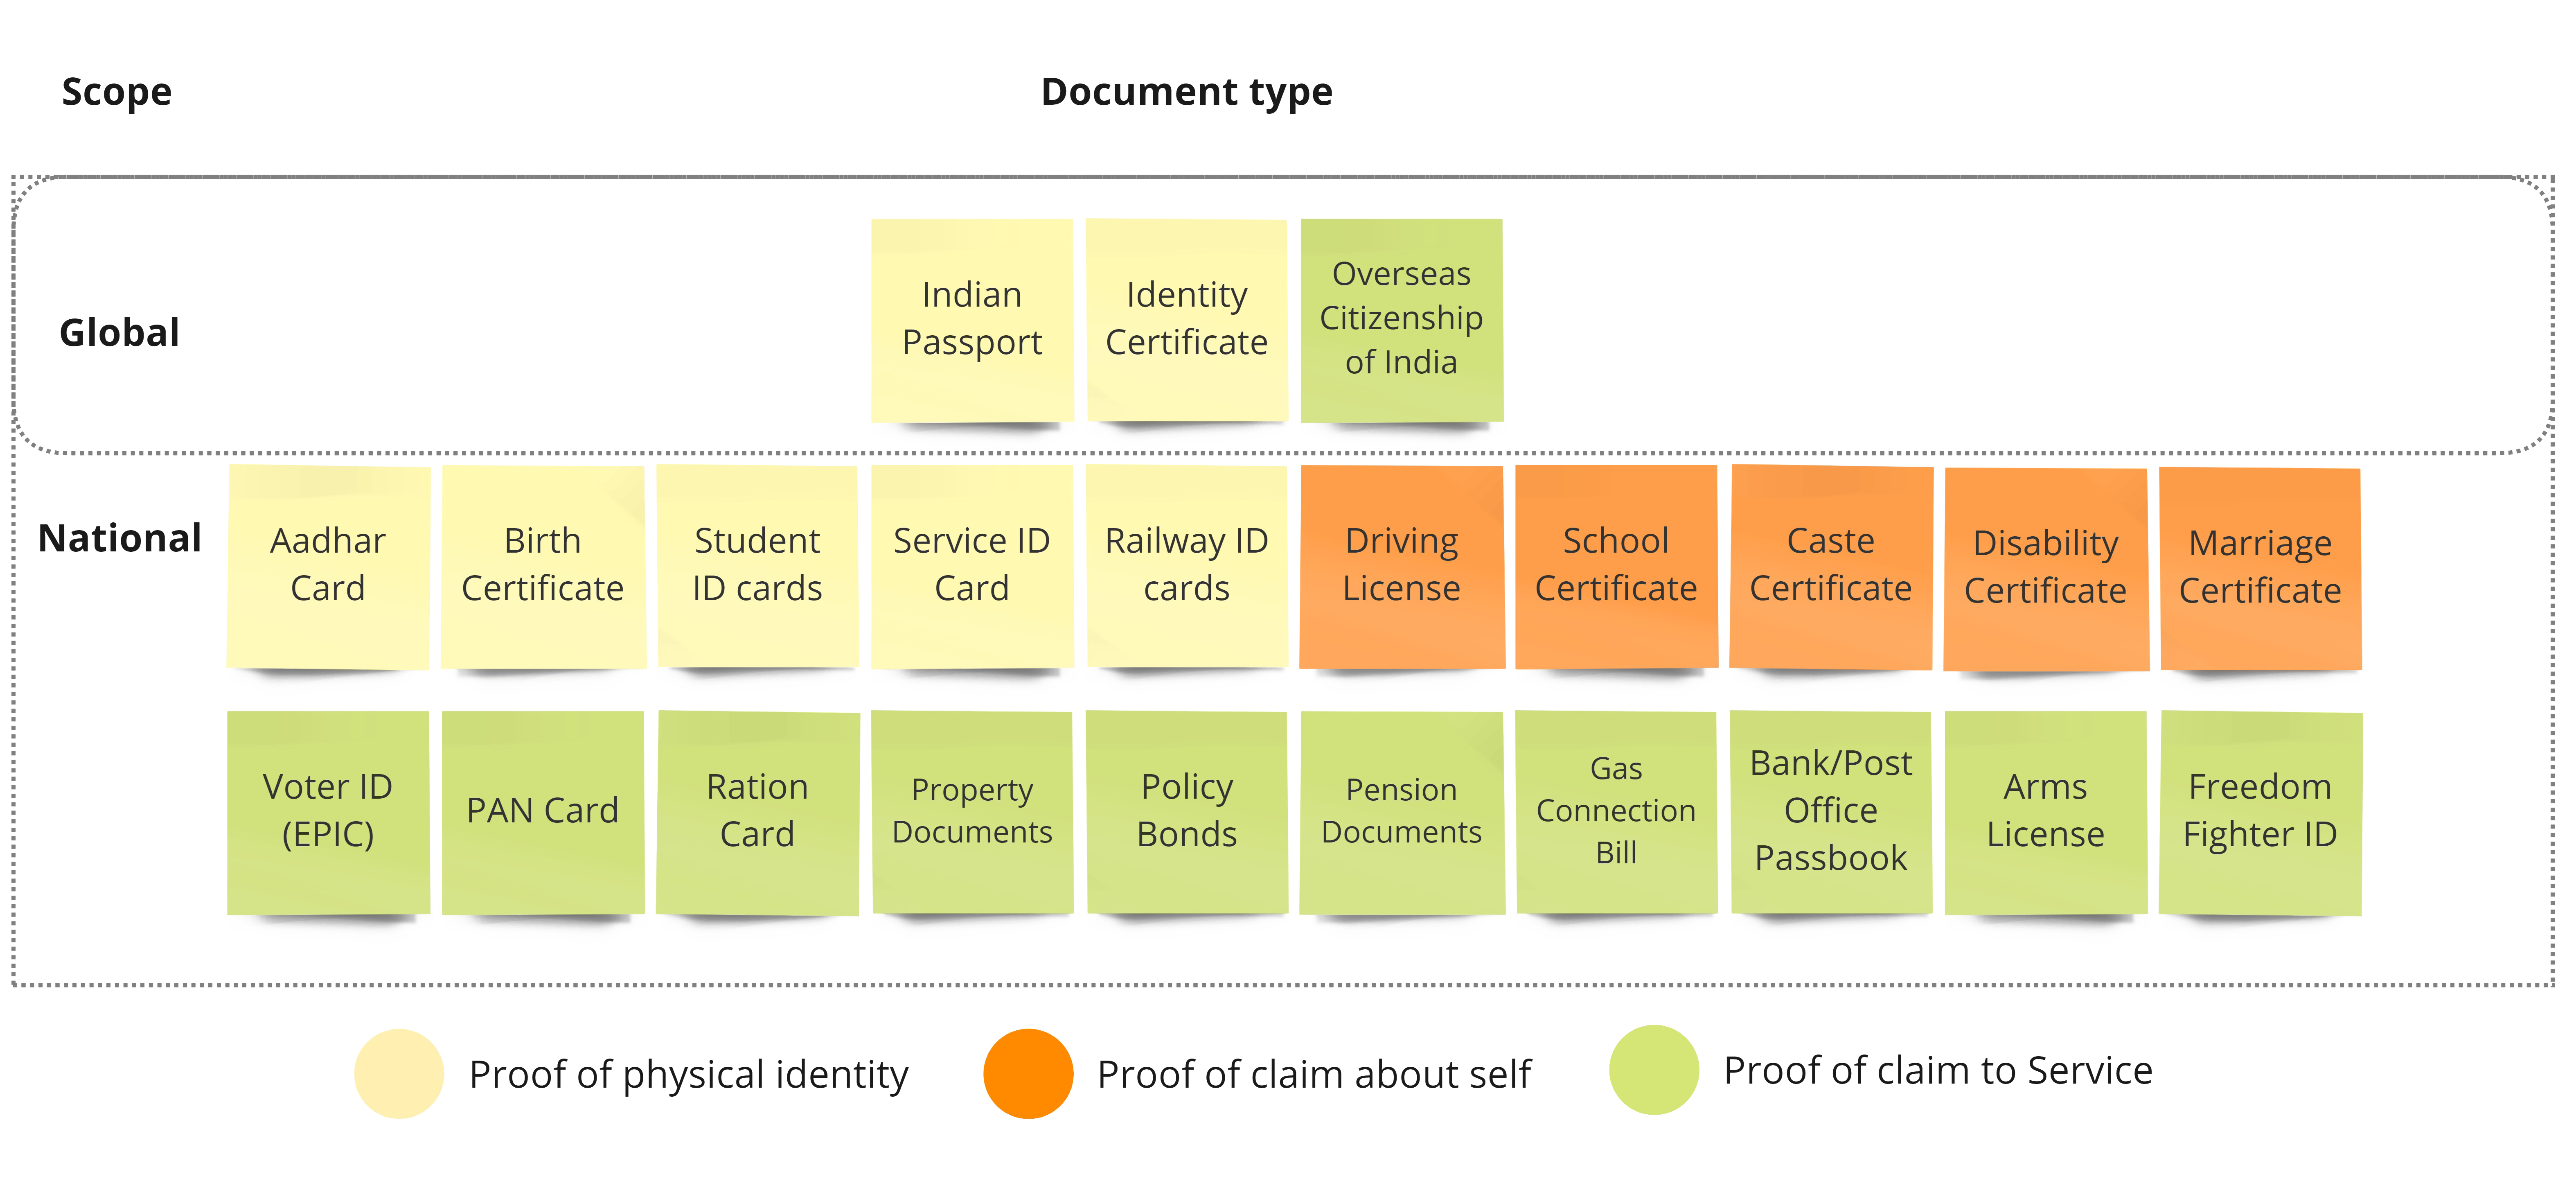 Scope
Document type
Global
Indian
Passport
Identity
Certificate
Overseas
Citizenship
of India
National
Aadhar
Card
Birth
Certificate
Student
ID cards
Service ID
Card
Railway ID
cards
Driving
License
School
Certificate
Caste
Certificate
Disability
Certificate
Marriage
Certificate
Voter ID
(EPIC)
PAN Card
Ration
Card
Property
Documents
Policy
Bonds
Pension
Documents
Gas
Connection
Bill
Bank/Post
Office
Passbook
Arms
License
Freedom
Fighter ID
Proof of physical identity
Proof of claim about self
Proof of claim to Service